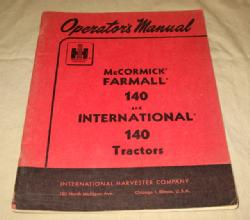 Operator's Manual
IH
McCORMICK® FARMALL®
140
and
INTERNATIONAL®
140
Tractors
INTERNATIONAL HARVESTER COMPANY
180 North Michigan Ave. Chicago 1, Illinois, U.S.A.